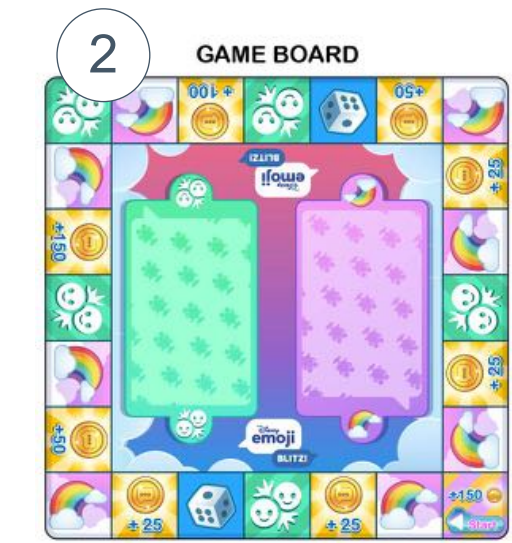 2
GAME BOARD
+100
+50
BLITZ!
emoji
Disney
+25
+150
+25
+50
Disney
emoji
BLITZ!
+25
+25
+150
Start